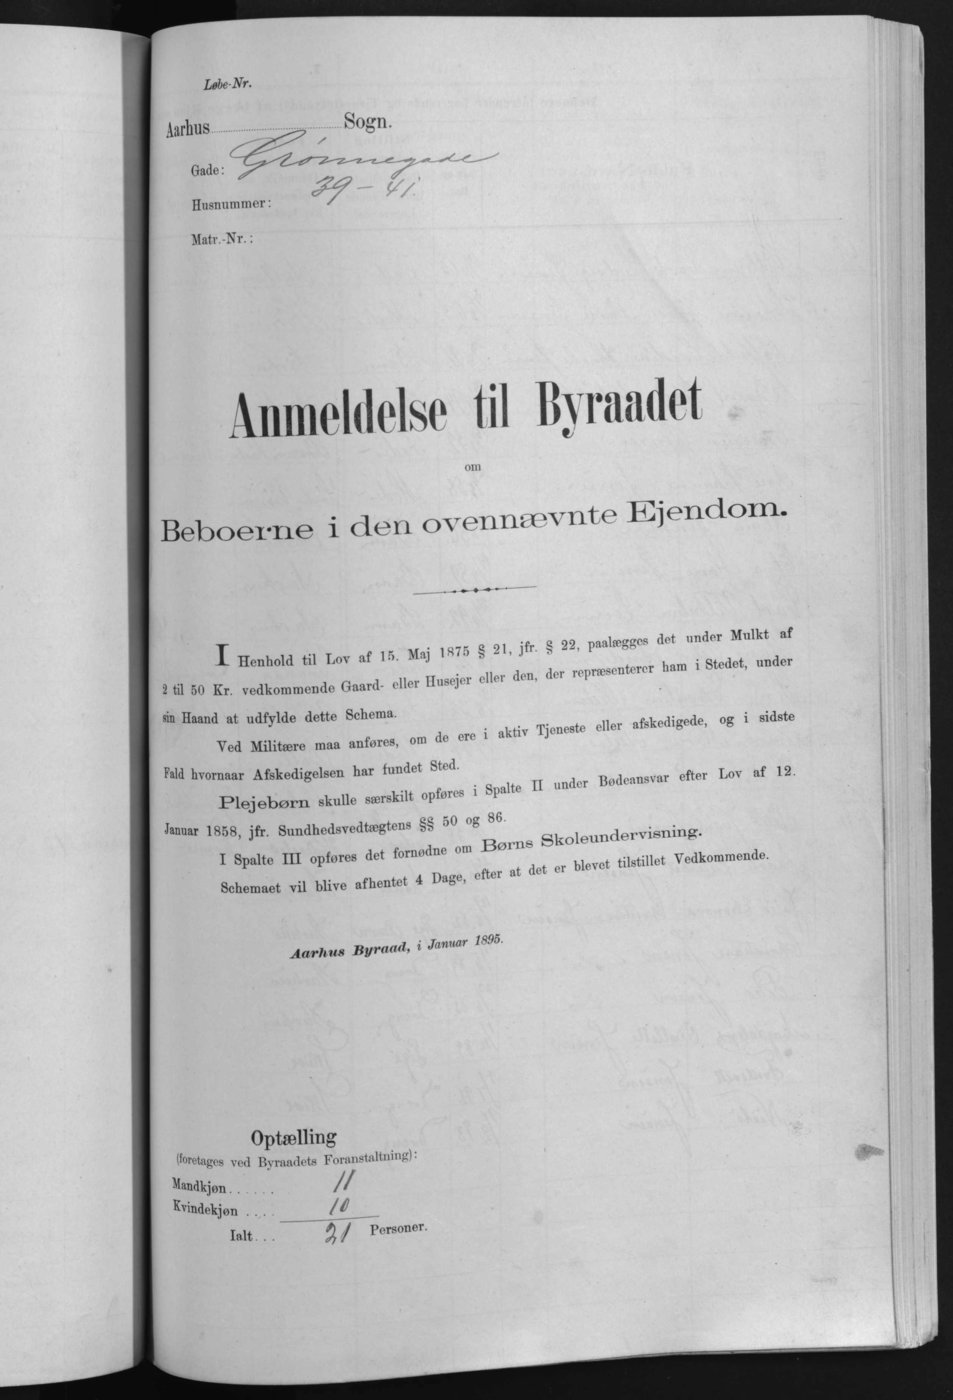 Løbe-Nr.
Aarhus Sogn.
Gade: Grønnegade
Husnummer: 39-41.
Matr.-Nr.:
Anmeldelse til Byraadet
om
Beboerne i den ovennævnte Ejendom.
I Henhold til Lov af 15. Maj 1875 § 21, jfr. § 22, paalægges det under Mulkt af
2 til 50 Kr. vedkommende Gaard- eller Husejer eller den, der repræsenterer ham i Stedet, under
sin Haand at udfylde dette Schema.
Ved Militære maa anføres, om de ere i aktiv Tjeneste eller afskedigede, og i sidste
Fald hvornaar Afskedigelsen har fundet Sted.
Plejebørn skulle særskilt opføres i Spalte II under Bødeansvar efter Lov af 12.
Januar 1858, jfr. Sundhedsvedtægtens §§ 50 og 86.
I Spalte III opføres det fornødne om Børns Skoleundervisning.
Schemaet vil blive afhentet 4 Dage, efter at det er blevet tilstillet Vedkommende.
Aarhus Byraad, i Januar 1895.
Optælling
(foretages ved Byraadets Foranstaltning):
Mandkjøn...... 11
Kvindekjøn.... 10
Ialt... 21 Personer.